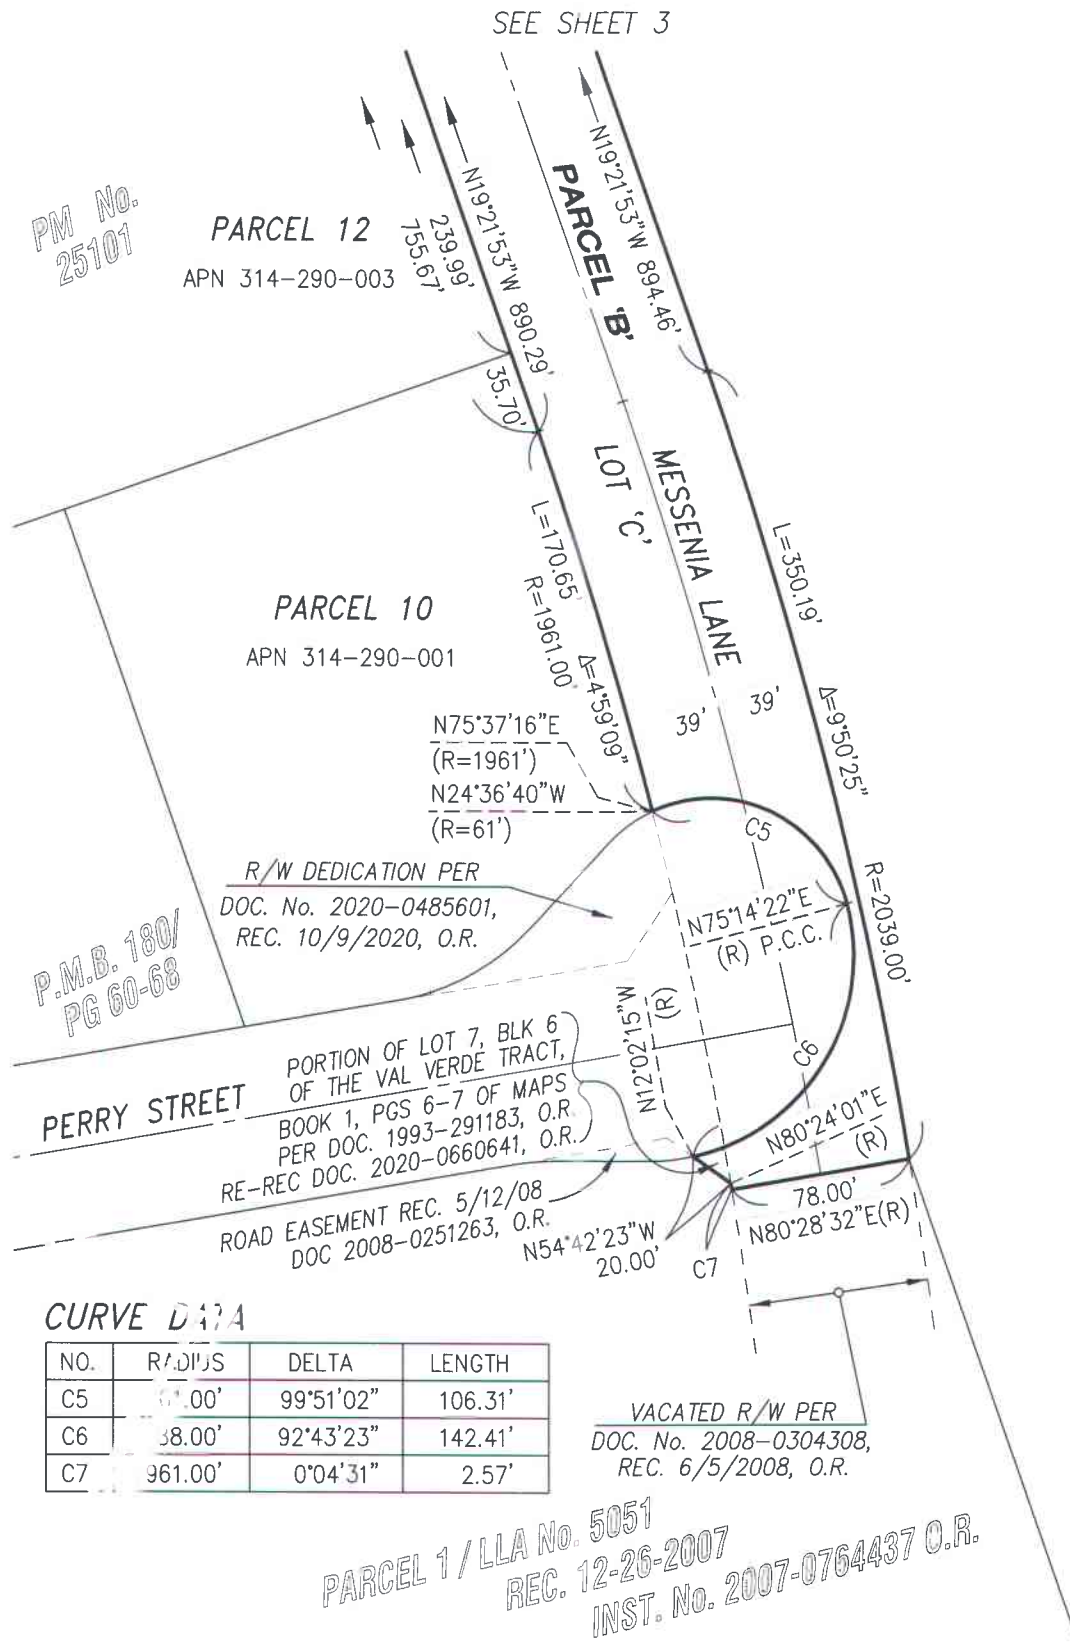 SEE SHEET 3
PM No.
25101
PARCEL 12
APN 314-290-003
239.99'
755.67'
N19°21'53"W 890.29'
35.70'
PARCEL 'B'
N19°21'53"W 894.46'
LOT 'C'
MESSENIA LANE
L=170.65'
R=1961.00'
Δ=4°59'09"
L=350.19'
Δ=9°50'25"
R=2039.00'
PARCEL 10
APN 314-290-001
39'
39'
N75°37'16"E
(R=1961')
N24°36'40"W
(R=61')
C5
R/W DEDICATION PER
DOC. No. 2020-0485601,
REC. 10/9/2020, O.R.
N75°14'22"E
(R) P.C.C.
P.M.B. 180/
PG 60-68
N12°02'15"W
(R)
C6
PERRY STREET
PORTION OF LOT 7, BLK 6
OF THE VAL VERDE TRACT,
BOOK 1, PGS 6-7 OF MAPS
PER DOC. 1993-291183, O.R.
RE-REC DOC. 2020-0660641, O.R.
ROAD EASEMENT REC. 5/12/08
DOC 2008-0251263, O.R.
N80°24'01"E
(R)
78.00'
N80°28'32"E(R)
N54°42'23"W
20.00'
C7
CURVE DATA
NO. RADIUS DELTA LENGTH
C5 .00' 99°51'02" 106.31'
C6 8.00' 92°43'23" 142.41'
C7 961.00' 0°04'31" 2.57'
VACATED R/W PER
DOC. No. 2008-0304308,
REC. 6/5/2008, O.R.
PARCEL 1 / LLA No. 5051
REC. 12-26-2007
INST. No. 2007-0764437 O.R.